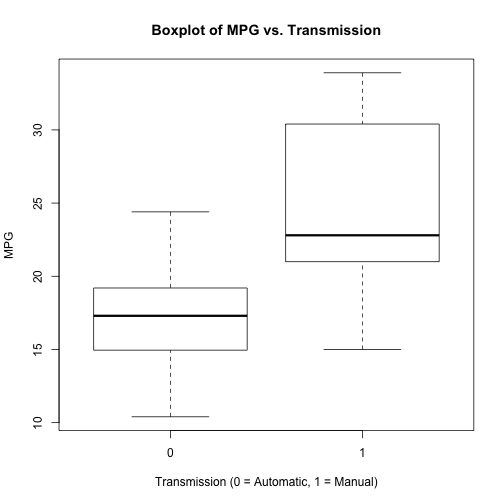 Boxplot of MPG vs. Transmission
MPG
30
25
20
15
10
0 1
Transmission (0 = Automatic, 1 = Manual)